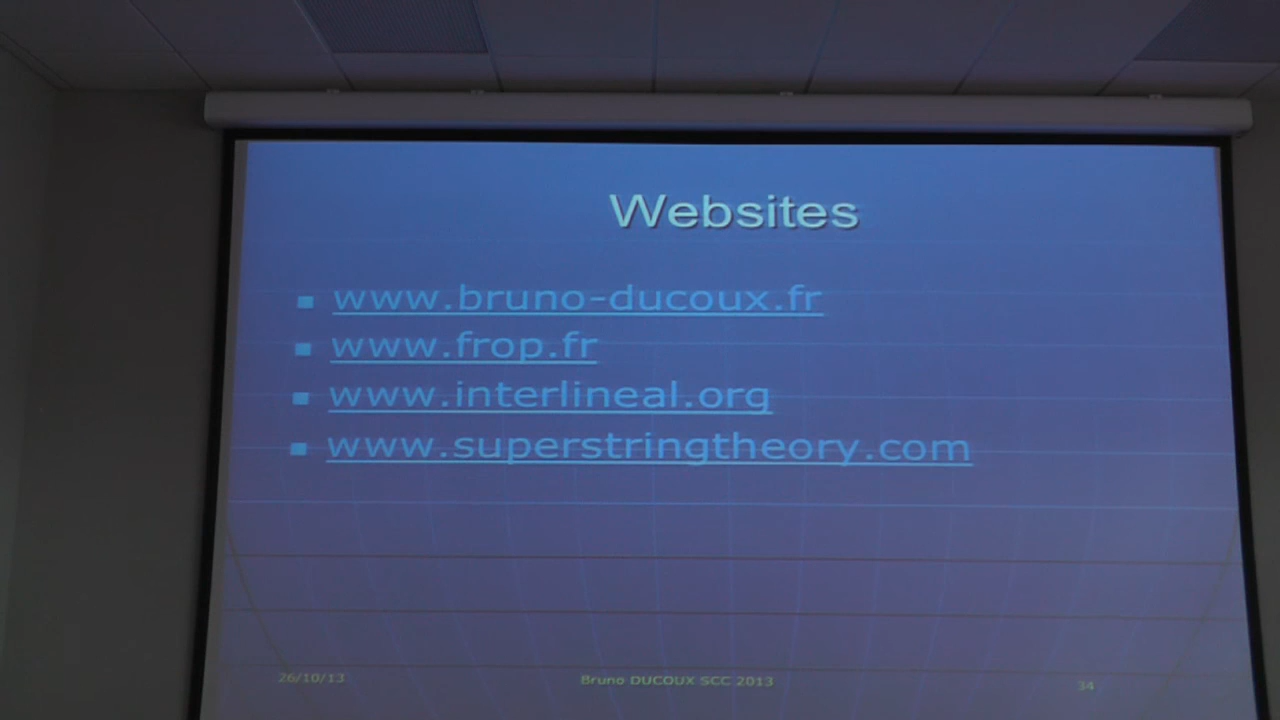 Websites
www.bruno-ducoux.fr
www.frop.fr
www.interlineal.org
www.superstringtheory.com
26/10/13 Bruno DUCOUX SCC 2013 34